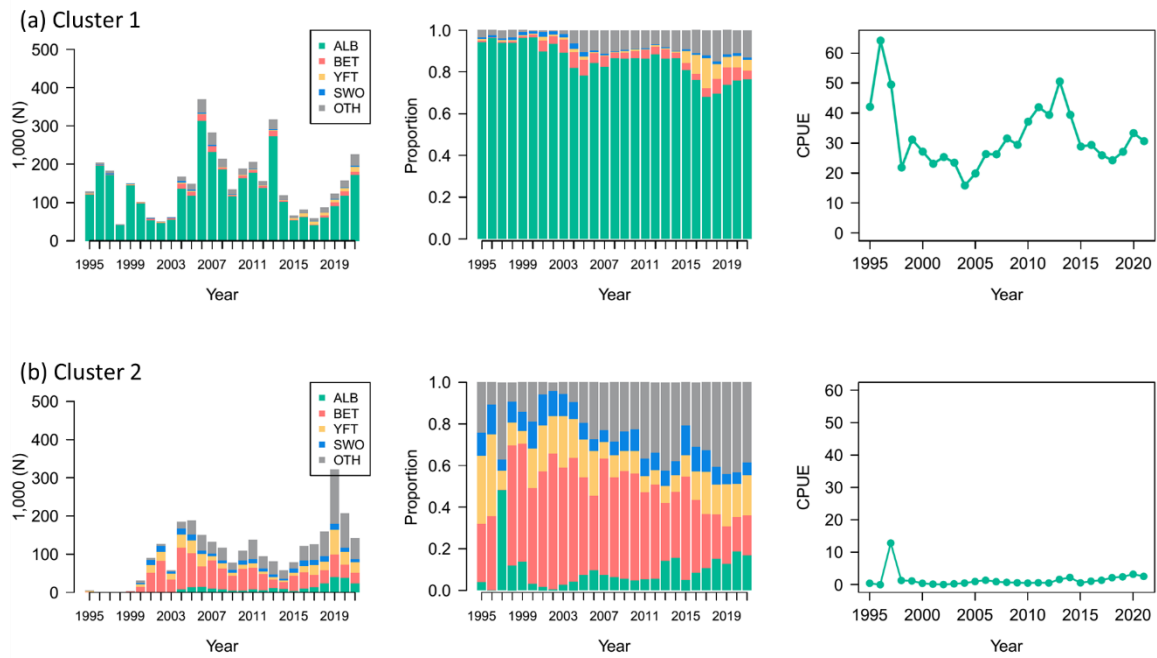 (a) Cluster 1
500
400
300
200
100
0
1,000 (N)
ALB
BET
YFT
SWO
OTH
1995 1999 2003 2007 2011 2015 2019
Year
1.0
0.8
0.6
0.4
0.2
0.0
Proportion
1995 1999 2003 2007 2011 2015 2019
Year
60
50
40
30
20
10
0
CPUE
1995 2000 2005 2010 2015 2020
Year
(b) Cluster 2
500
400
300
200
100
0
1,000 (N)
ALB
BET
YFT
SWO
OTH
1995 1999 2003 2007 2011 2015 2019
Year
1.0
0.8
0.6
0.4
0.2
0.0
Proportion
1995 1999 2003 2007 2011 2015 2019
Year
60
50
40
30
20
10
0
CPUE
1995 2000 2005 2010 2015 2020
Year